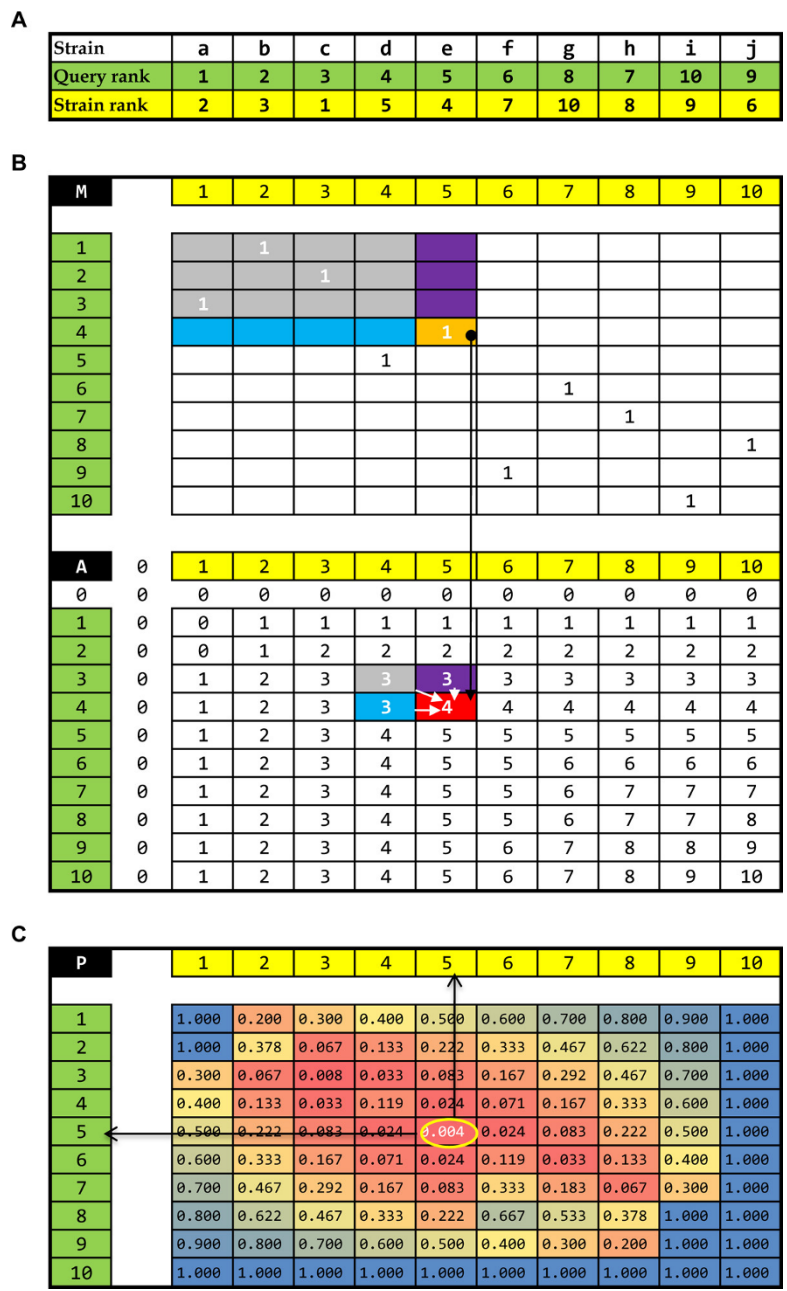 A
Strain a b c d e f g h i j
Query rank 1 2 3 4 5 6 8 7 10 9
Strain rank 2 3 1 5 4 7 10 8 9 6
B
M 1 2 3 4 5 6 7 8 9 10
1 1
2 1
3 1
4 1
5 1
6 1
7 1
8 1
9 1
10 1
A 0 1 2 3 4 5 6 7 8 9 10
0 0 0 0 0 0 0 0 0 0 0 0
1 0 0 1 1 1 1 1 1 1 1 1
2 0 0 1 2 2 2 2 2 2 2 2
3 0 1 2 3 3 3 3 3 3 3 3
4 0 1 2 3 3 4 4 4 4 4 4
5 0 1 2 3 4 5 5 5 5 5 5
6 0 1 2 3 4 5 5 6 6 6 6
7 0 1 2 3 4 5 5 6 7 7 7
8 0 1 2 3 4 5 5 6 7 7 8
9 0 1 2 3 4 5 6 7 8 8 9
10 0 1 2 3 4 5 6 7 8 9 10
C
P 1 2 3 4 5 6 7 8 9 10
1 1.000 0.200 0.300 0.400 0.500 0.600 0.700 0.800 0.900 1.000
2 1.000 0.378 0.067 0.133 0.222 0.333 0.467 0.622 0.800 1.000
3 0.300 0.067 0.008 0.033 0.083 0.167 0.292 0.467 0.700 1.000
4 0.400 0.133 0.033 0.119 0.024 0.071 0.167 0.333 0.600 1.000
5 0.500 0.222 0.083 0.024 0.004 0.024 0.083 0.222 0.500 1.000
6 0.600 0.333 0.167 0.071 0.024 0.119 0.033 0.133 0.400 1.000
7 0.700 0.467 0.292 0.167 0.083 0.333 0.183 0.067 0.300 1.000
8 0.800 0.622 0.467 0.333 0.222 0.667 0.533 0.378 1.000 1.000
9 0.900 0.800 0.700 0.600 0.500 0.400 0.300 0.200 1.000 1.000
10 1.000 1.000 1.000 1.000 1.000 1.000 1.000 1.000 1.000 1.000